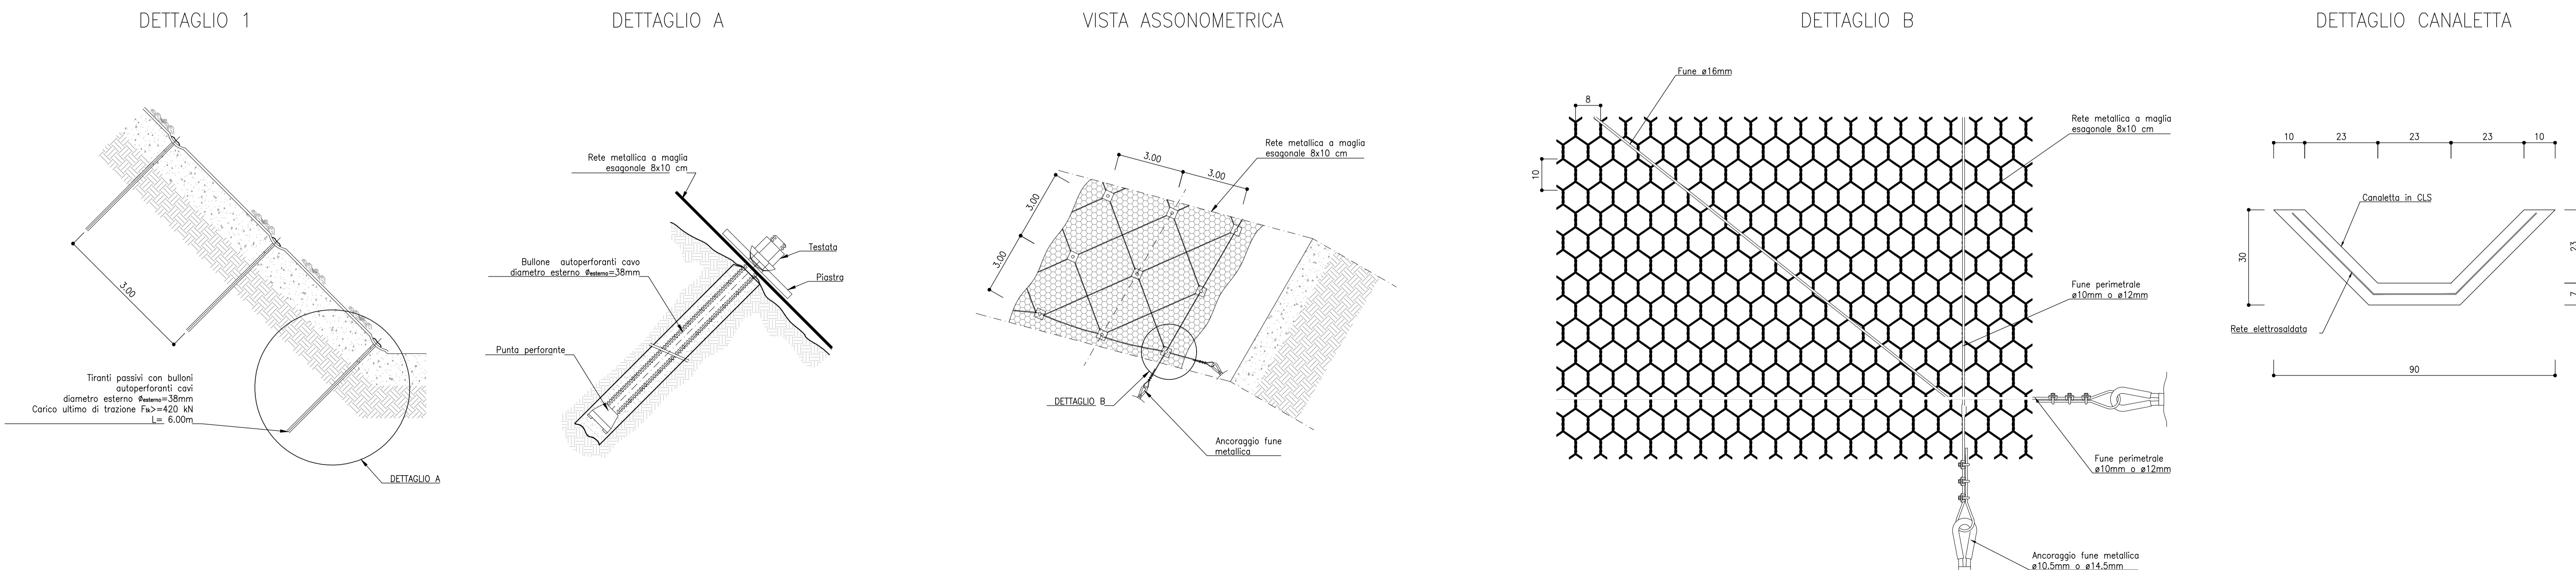 DETTAGLIO 1
3.00
Tiranti passivi con bulloni
autoperforanti cavi
diametro esterno Øesterno=38mm
Carico ultimo di trazione Ftk>=420 kN
L= 6.00m
DETTAGLIO A
DETTAGLIO A
Rete metallica a maglia
esagonale 8x10 cm
Testata
Bullone autoperforanti cavo
diametro esterno Øesterno=38mm
Piastra
Punta perforante
VISTA ASSONOMETRICA
Rete metallica a maglia
esagonale 8x10 cm
3.00
3.00
3.00
3.00
DETTAGLIO B
Ancoraggio fune
metallica
DETTAGLIO B
Fune ø16mm
8
10
Rete metallica a maglia
esagonale 8x10 cm
Fune perimetrale
ø10mm o ø12mm
Fune perimetrale
ø10mm o ø12mm
Ancoraggio fune metallica
ø10.5mm o ø14.5mm
DETTAGLIO CANALETTA
10 23 23 23 10
Canaletta in CLS
30
23
7
Rete elettrosaldata
90